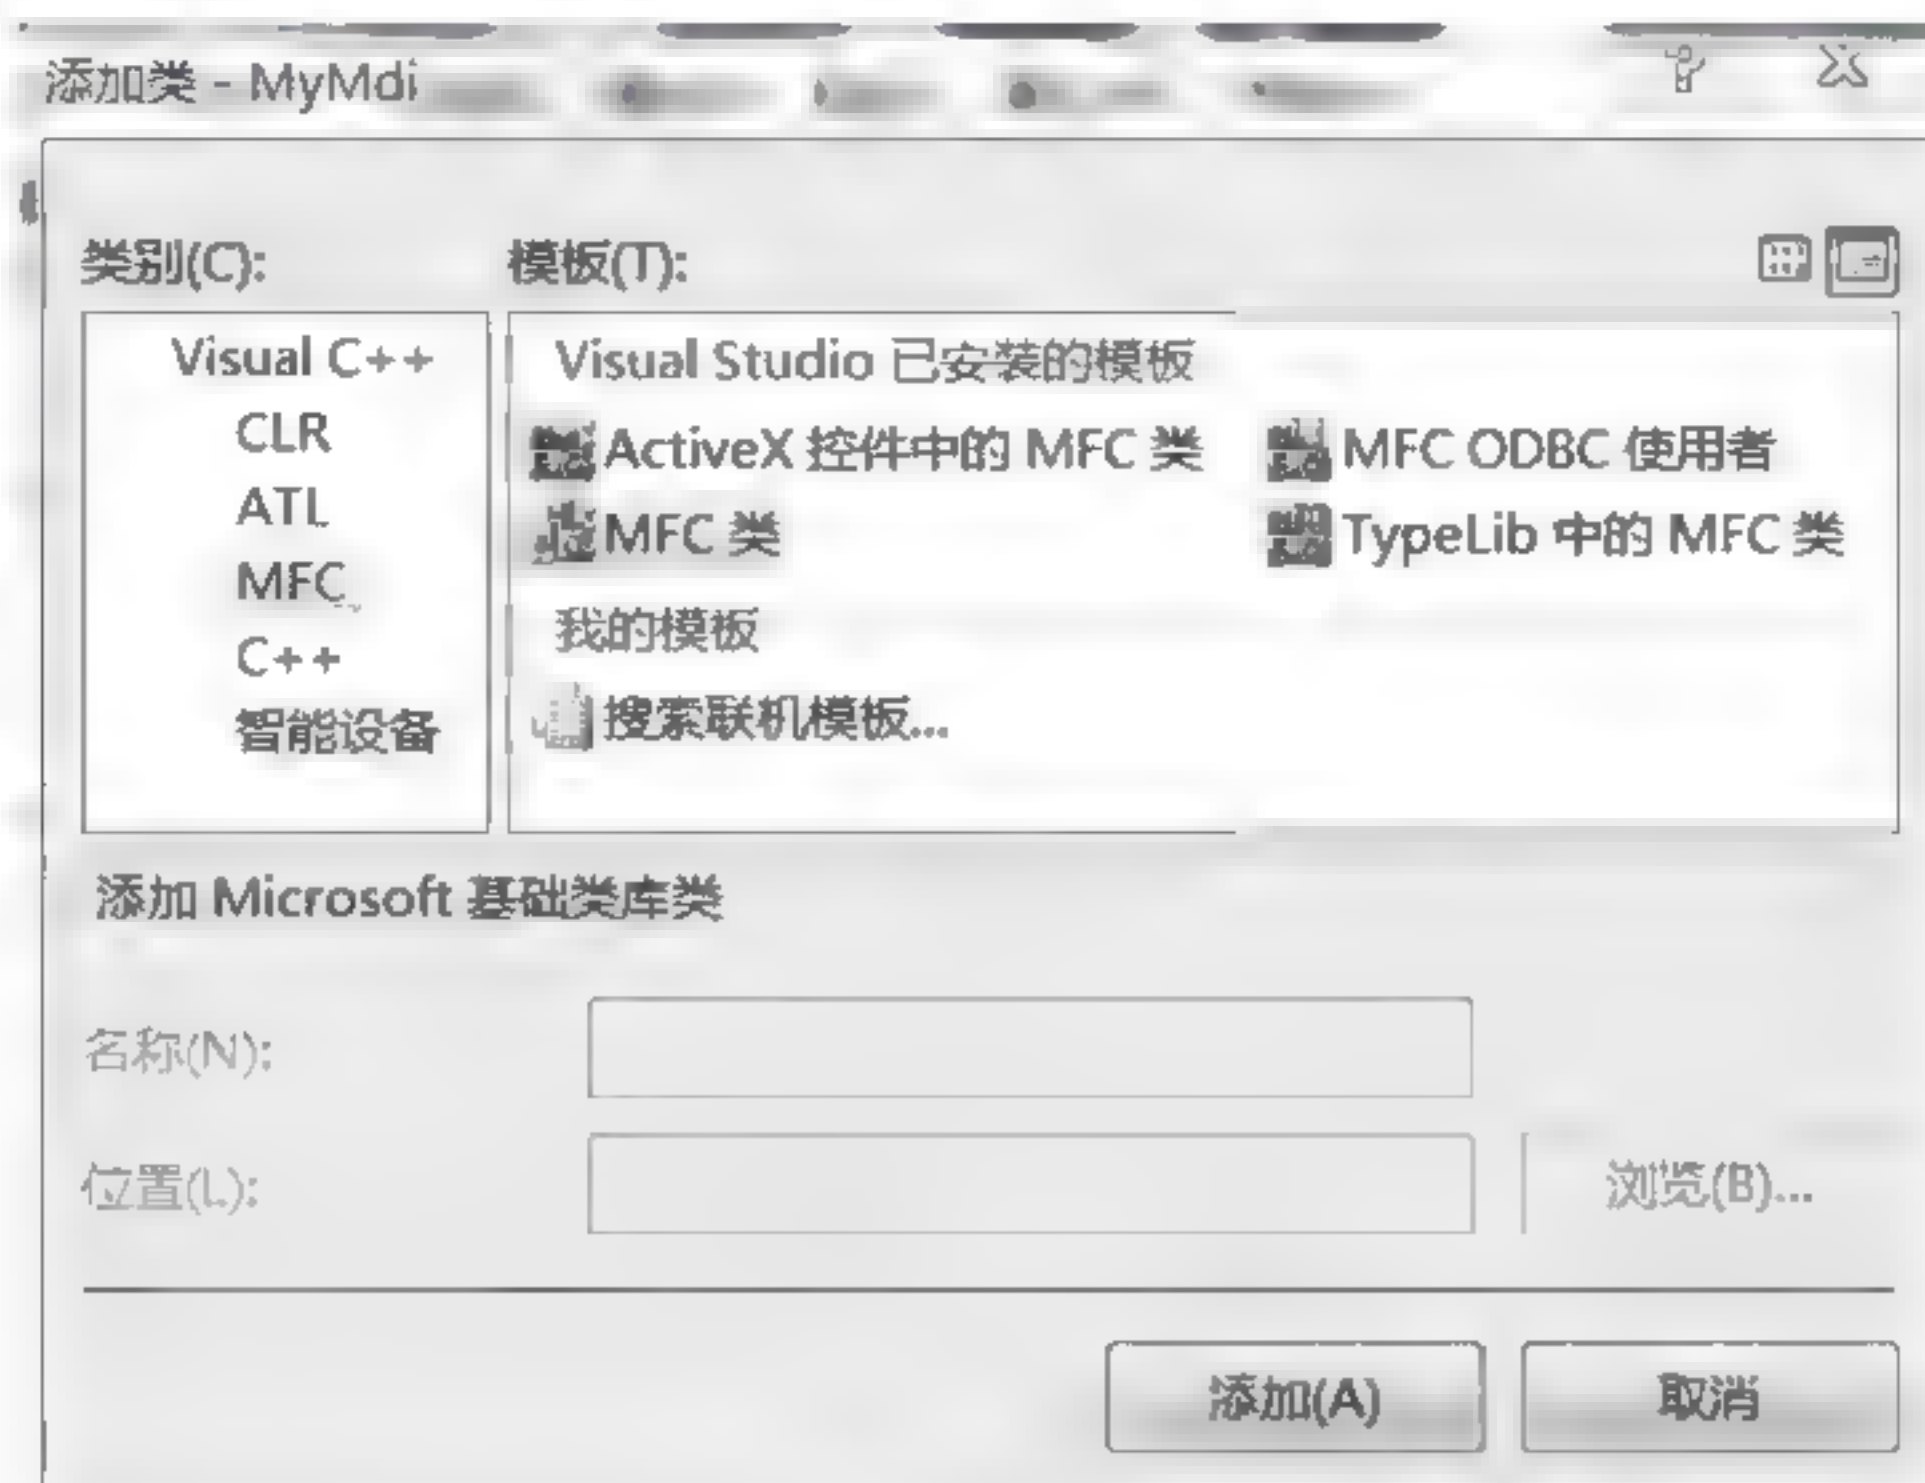 添加类 - MyMdi
类别(C):
模板(T):
Visual C++
CLR
ATL
MFC
C++
智能设备
Visual Studio 已安装的模板
ActiveX 控件中的 MFC 类
MFC ODBC 使用者
MFC 类
TypeLib 中的 MFC 类
我的模板
搜索联机模板...
添加 Microsoft 基础类库类
名称(N):
位置(L):
浏览(B)...
添加(A)
取消